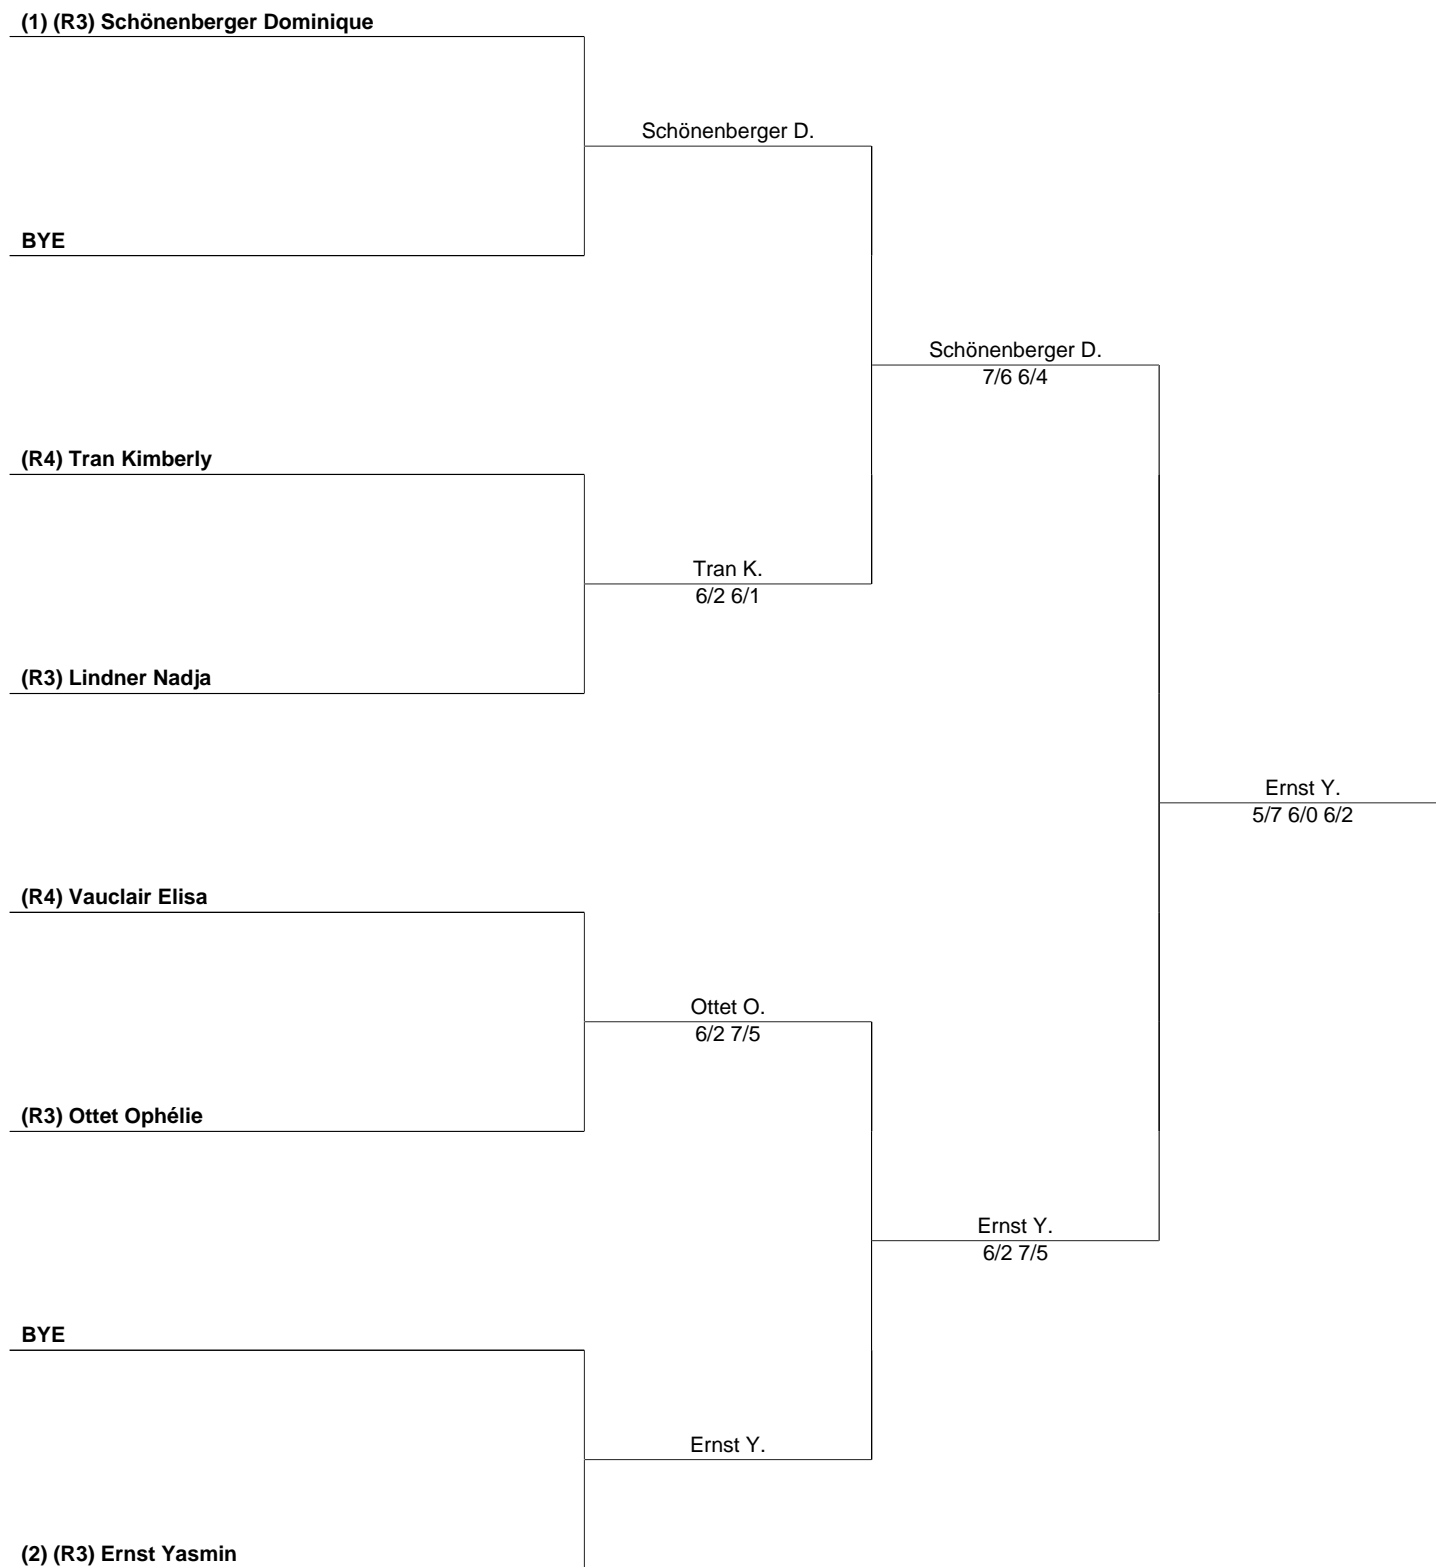 (1) (R3) Schönenberger Dominique
Schönenberger D.
BYE
Schönenberger D.
7/6 6/4
(R4) Tran Kimberly
Tran K.
6/2 6/1
(R3) Lindner Nadja
Ernst Y.
5/7 6/0 6/2
(R4) Vauclair Elisa
Ottet O.
6/2 7/5
(R3) Ottet Ophélie
Ernst Y.
6/2 7/5
BYE
Ernst Y.
(2) (R3) Ernst Yasmin